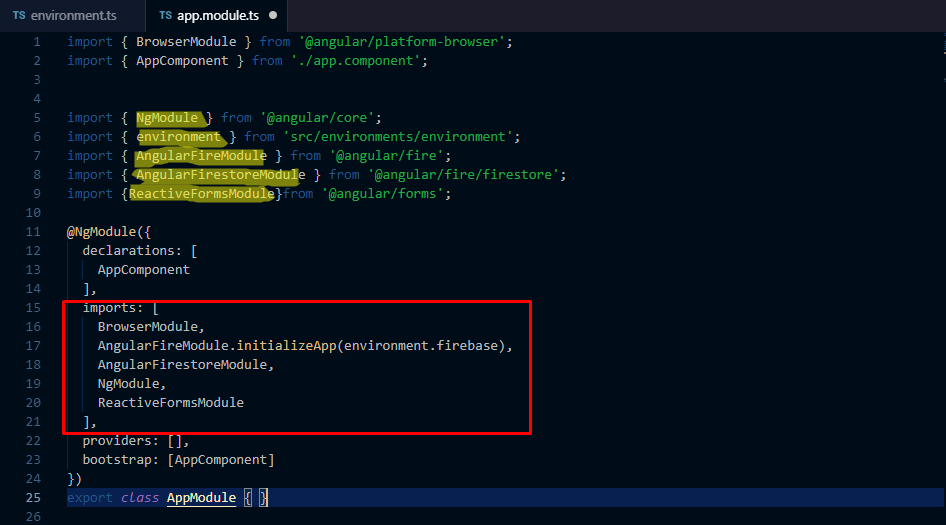 TS environment.ts TS app.module.ts
1 import { BrowserModule } from '@angular/platform-browser';
2 import { AppComponent } from './app.component';
3
4
5 import { NgModule } from '@angular/core';
6 import { environment } from 'src/environments/environment';
7 import { AngularFireModule } from '@angular/fire';
8 import { AngularFirestoreModule } from '@angular/fire/firestore';
9 import {ReactiveFormsModule}from '@angular/forms';
10
11 @NgModule({
12 declarations: [
13 AppComponent
14 ],
15 imports: [
16 BrowserModule,
17 AngularFireModule.initializeApp(environment.firebase),
18 AngularFirestoreModule,
19 NgModule,
20 ReactiveFormsModule
21 ],
22 providers: [],
23 bootstrap: [AppComponent]
24 })
25 export class AppModule { }
26